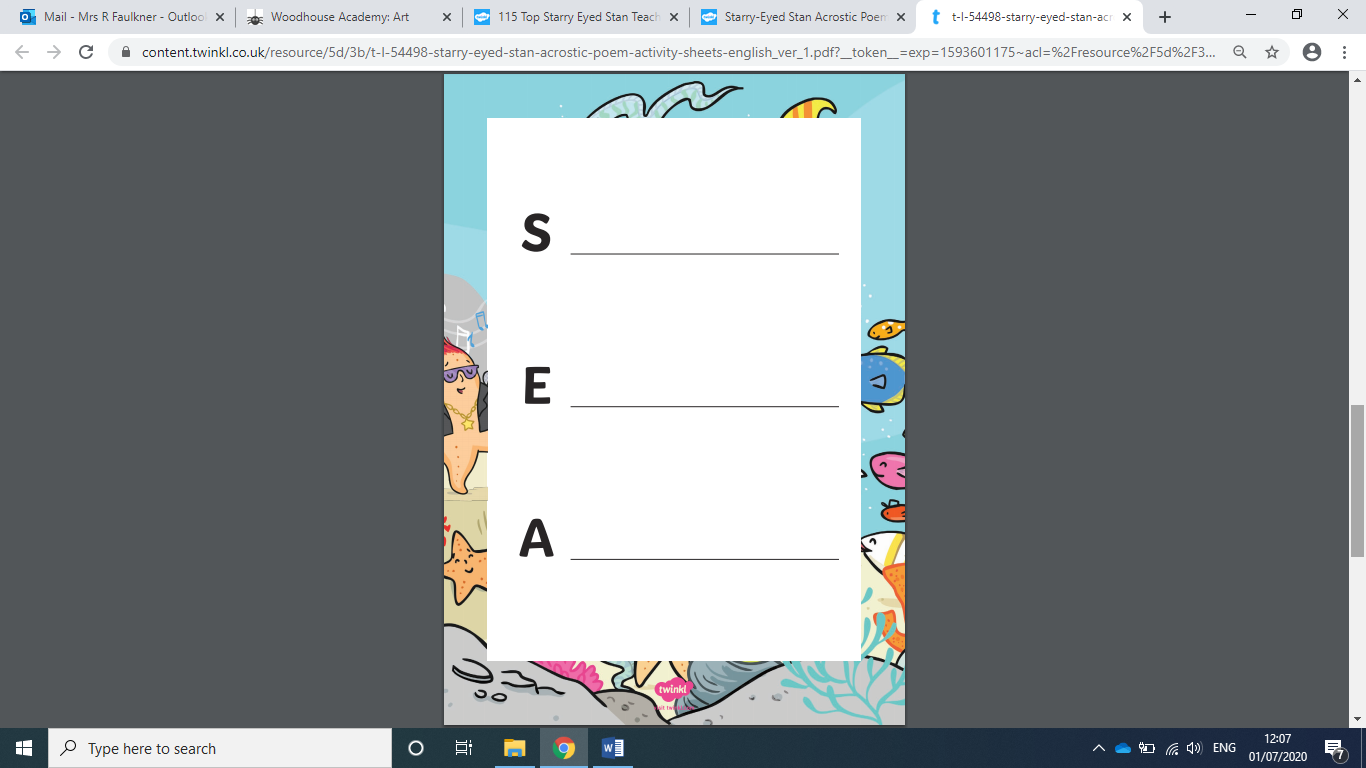 Mail - Mrs R Faulkner - Outloo
Woodhouse Academy: Art
115 Top Starry Eyed Stan Teach
Starry-Eyed Stan Acrostic Poem
t-l-54498-starry-eyed-stan-acr
content.twinkl.co.uk/resource/5d/3b/t-l-54498-starry-eyed-stan-acrostic-poem-activity-sheets-english_ver_1.pdf?__token__=exp=1593601175~acl=%2Fresource%2F5d%2F3...
S
E
A
twinkl
Type here to search
ENG
12:07
01/07/2020
7